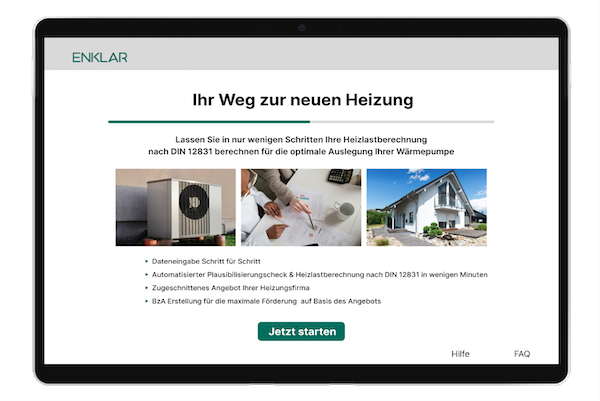 ENKLAR
Ihr Weg zur neuen Heizung
Lassen Sie in nur wenigen Schritten Ihre Heizlastberechnung
nach DIN 12831 berechnen für die optimale Auslegung Ihrer Wärmepumpe
Dateneingabe Schritt für Schritt
Automatisierter Plausibilisierungscheck & Heizlastberechnung nach DIN 12831 in wenigen Minuten
Zugeschnittenes Angebot Ihrer Heizungsfirma
BzA Erstellung für die maximale Förderung auf Basis des Angebots
Jetzt starten
Hilfe
FAQ